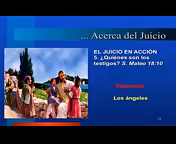 ... Acerca del Juicio
EL JUICIO EN ACCIÓN
5. ¿Quiénes son los
testigos? S. Mateo 18:10
Respuesta:
Los ángeles